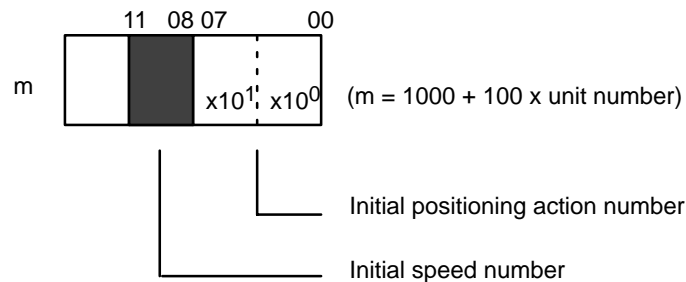 11 08 07 00
m x10¹ x10⁰ (m = 1000 + 100 x unit number)
Initial positioning action number
Initial speed number